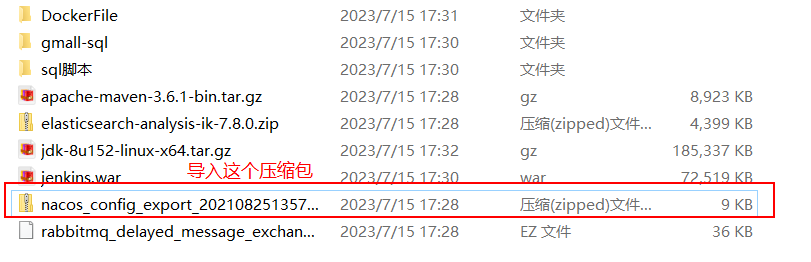 DockerFile 2023/7/15 17:31 文件夹
gmall-sql 2023/7/15 17:30 文件夹
sql脚本 2023/7/15 17:30 文件夹
apache-maven-3.6.1-bin.tar.gz 2023/7/15 17:28 gz 8,923 KB
elasticsearch-analysis-ik-7.8.0.zip 2023/7/15 17:28 压缩(zipped)文件... 4,399 KB
jdk-8u152-linux-x64.tar.gz 2023/7/15 17:32 gz 185,337 KB
导入这个压缩包
jenkins.war 2023/7/15 17:28 war 72,519 KB
nacos_config_export_202108251357... 2023/7/15 17:28 压缩(zipped)文件... 9 KB
rabbitmq_delayed_message_exchan... 2023/7/15 17:28 EZ 文件 36 KB